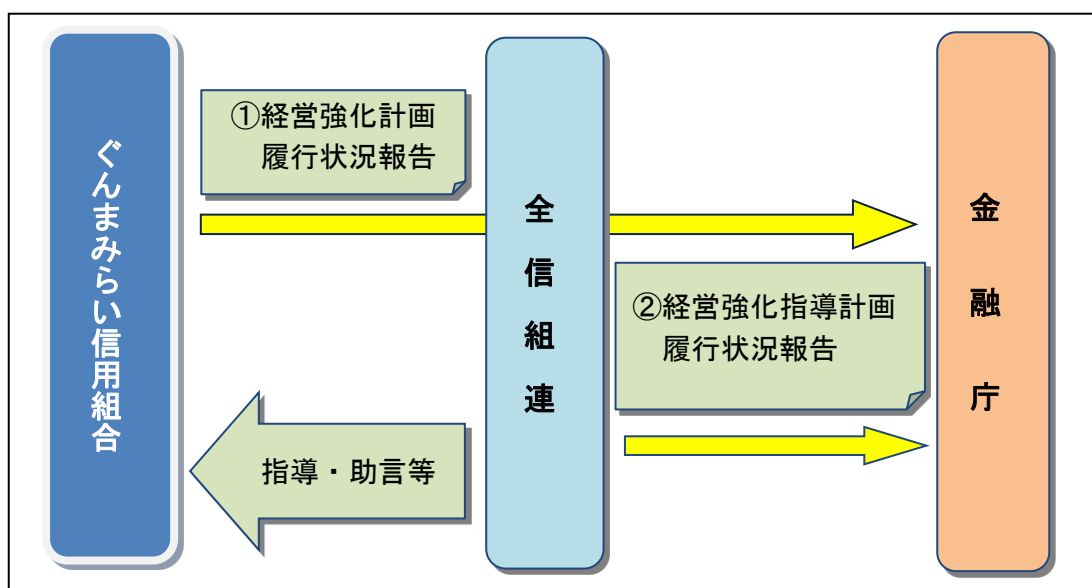 ぐんまみらい信用組合
①経営強化計画
履行状況報告
全信組連
②経営強化指導計画
履行状況報告
金融庁
指導・助言等